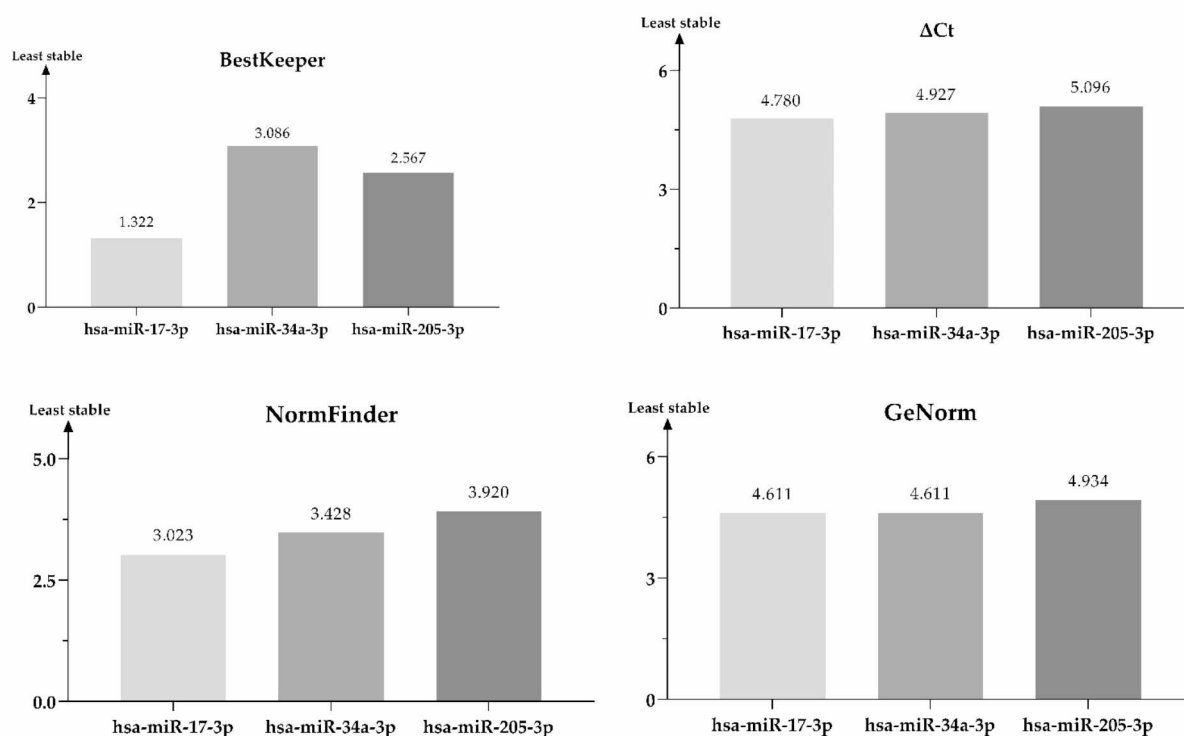 Least stable
BestKeeper
4
3.086
2.567
2
1.322
0
hsa-miR-17-3p hsa-miR-34a-3p hsa-miR-205-3p
Least stable
ΔCt
6
4.780 4.927 5.096
3
0
hsa-miR-17-3p hsa-miR-34a-3p hsa-miR-205-3p
Least stable
NormFinder
5.0
3.920
3.428
3.023
2.5
0.0
hsa-miR-17-3p hsa-miR-34a-3p hsa-miR-205-3p
Least stable
GeNorm
6
4.611 4.611 4.934
3
0
hsa-miR-17-3p hsa-miR-34a-3p hsa-miR-205-3p